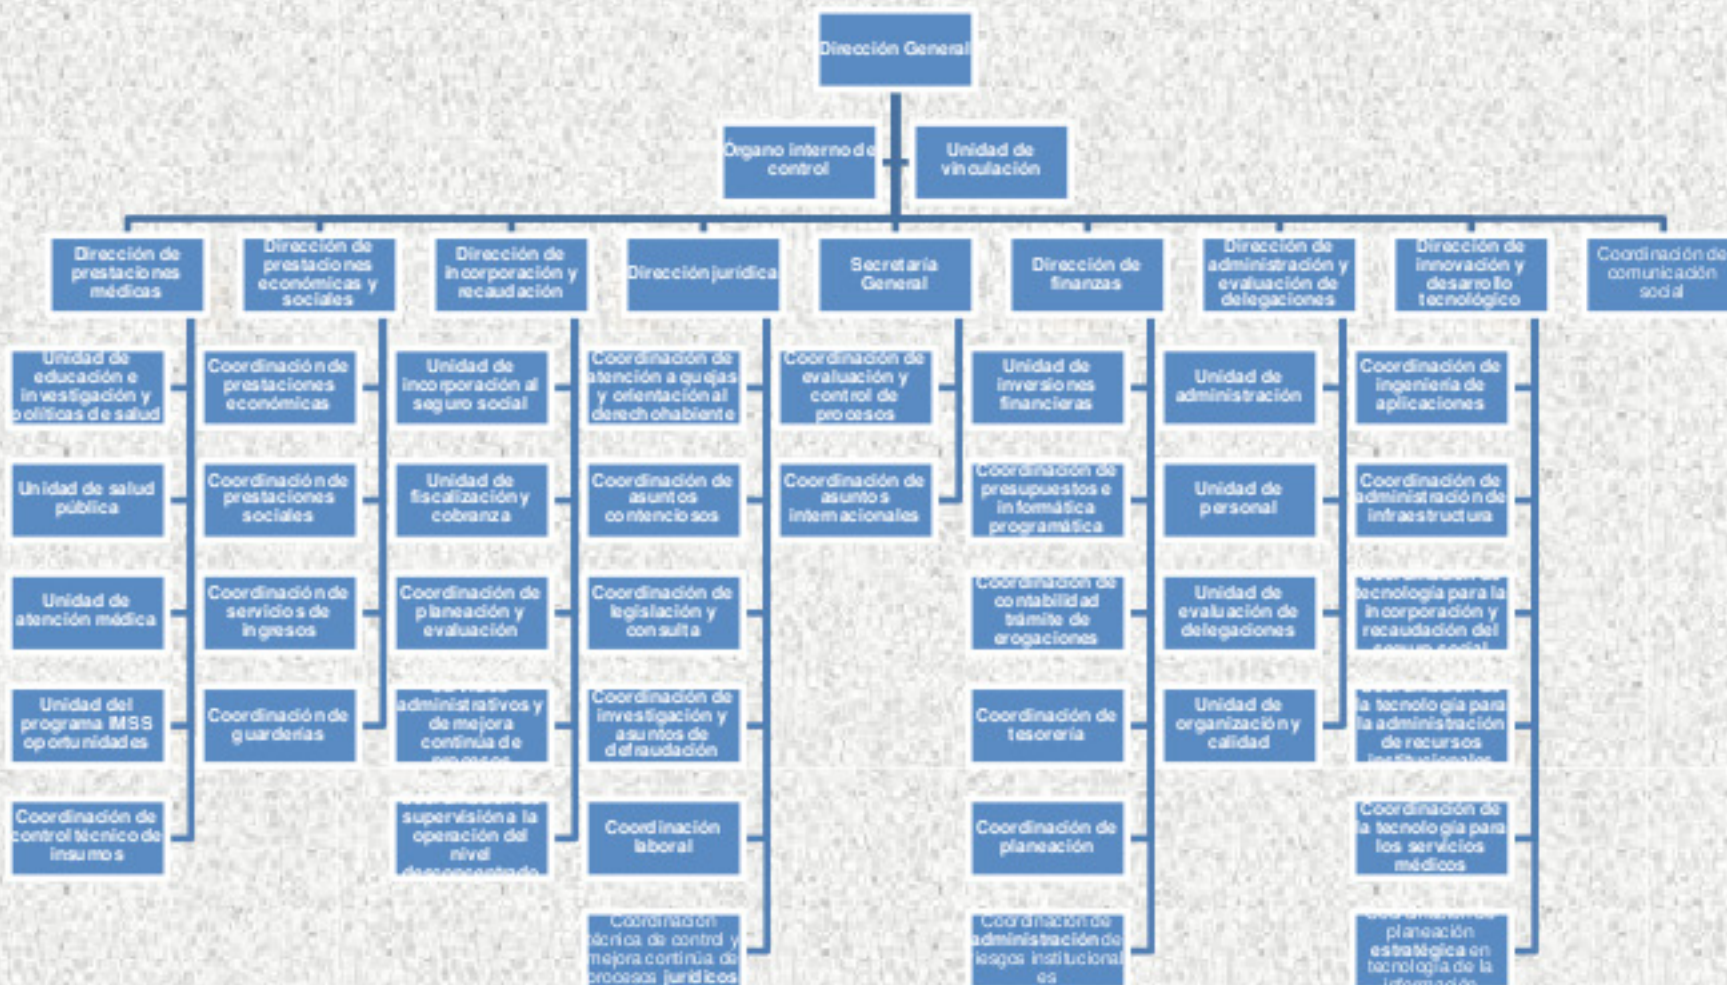 Dirección General
Órgano interno de
control
Unidad de
vinculación
Dirección de
prestaciones
médicas
Dirección de
prestaciones
económicas y
sociales
Dirección de
incorporación y
recaudación
Dirección jurídica
Secretaría
General
Dirección de
finanzas
Dirección de
administración y
evaluación de
delegaciones
Dirección de
innovación y
desarrollo
tecnológico
Coordinación de
comunicación
social
Unidad de
educación e
investigación y
políticas de salud
Unidad de salud
pública
Unidad de
atención médica
Unidad del
programa IMSS
oportunidades
Coordinación de
control técnico de
insumos
Coordinación de
prestaciones
económicas
Coordinación de
prestaciones
sociales
Coordinación de
servicios de
ingresos
Coordinación de
guarderías
Unidad de
incorporación al
seguro social
Unidad de
fiscalización y
cobranza
Coordinación de
planeación y
evaluación
administrativos y
de mejora
continúa de
procesos
supervisión a la
operación del
nivel
desconcentrado
Coordinación de
atención a quejas
y orientación al
derechohabiente
Coordinación de
asuntos
contenciosos
Coordinación de
legislación y
consulta
Coordinación de
investigación y
asuntos de
defraudación
Coordinación
laboral
Coordinación
técnica de control y
mejora continúa de
procesos jurídicos
Coordinación de
evaluación y
control de
procesos
Coordinación de
asuntos
internacionales
Unidad de
inversiones
financieras
Coordinación de
presupuestos e
informática
programática
Coordinación de
contabilidad
trámite de
erogaciones
Coordinación de
tesorería
Coordinación de
planeación
Coordinación de
administración de
riesgos institucional
es
Unidad de
administración
Unidad de
personal
Unidad de
evaluación de
delegaciones
Unidad de
organización y
calidad
Coordinación de
ingeniería de
aplicaciones
Coordinación de
administración de
infraestructura
tecnología para la
incorporación y
recaudación del
seguro social
la tecnología para
la administración
de recursos
institucionales
Coordinación de
la tecnología para
los servicios
médicos
planeación
estratégica en
tecnología de la
información